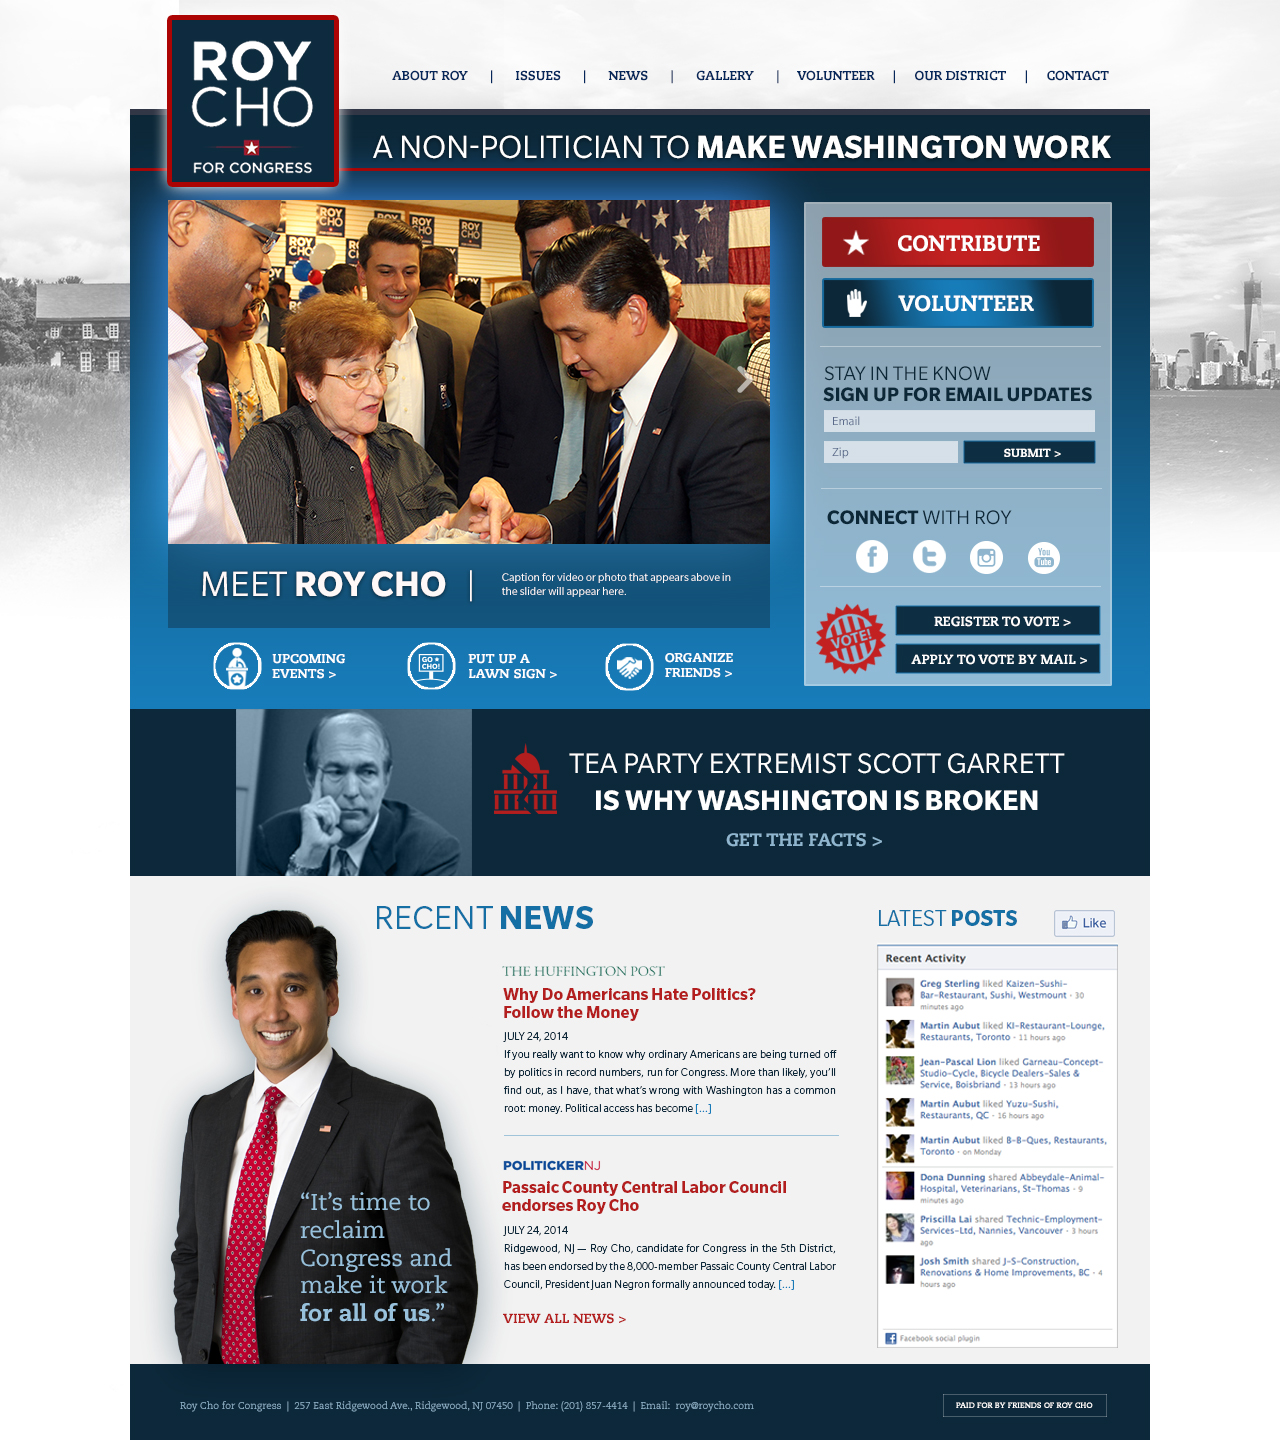 ROY
CHO
FOR CONGRESS
ABOUT ROY | ISSUES | NEWS | GALLERY | VOLUNTEER | OUR DISTRICT | CONTACT
A NON-POLITICIAN TO MAKE WASHINGTON WORK
ROY
CHO
ROY
CHO
CHO
CONTRIBUTE
VOLUNTEER
STAY IN THE KNOW
SIGN UP FOR EMAIL UPDATES
Email
Zip
SUBMIT >
CONNECT WITH ROY
f
t
You
Tube
VOTE!
REGISTER TO VOTE >
APPLY TO VOTE BY MAIL >
MEET ROY CHO |
Caption for video or photo that appears above in
the slider will appear here.
UPCOMING
EVENTS >
GO
CHO!
PUT UP A
LAWN SIGN >
ORGANIZE
FRIENDS >
TEA PARTY EXTREMIST SCOTT GARRETT
IS WHY WASHINGTON IS BROKEN
GET THE FACTS >
“It’s time to
reclaim
Congress and
make it work
for all of us.”
RECENT NEWS
THE HUFFINGTON POST
Why Do Americans Hate Politics?
Follow the Money
JULY 24, 2014
If you really want to know why ordinary Americans are being turned off
by politics in record numbers, run for Congress. More than likely, you’ll
find out, as I have, that what’s wrong with Washington has a common
root: money. Political access has become [...]
POLITICKERNJ
Passaic County Central Labor Council
endorses Roy Cho
JULY 24, 2014
Ridgewood, NJ — Roy Cho, candidate for Congress in the 5th District,
has been endorsed by the 8,000-member Passaic County Central Labor
Council, President Juan Negron formally announced today. [...]
VIEW ALL NEWS >
LATEST POSTS
Like
Recent Activity
Greg Sterling liked Kaizen-Sushi-
Bar-Restaurant, Sushi, Westmount · 30
minutes ago
Martin Aubut liked KI-Restaurant-Lounge,
Restaurants, Toronto · 11 hours ago
Jean-Pascal Lion liked Garneau-Concept-
Studio-Cycle, Bicycle Dealers-Sales &
Service, Boisbriand · 13 hours ago
Martin Aubut liked Yuzu-Sushi,
Restaurants, QC · 16 hours ago
Martin Aubut liked B-B-Ques, Restaurants,
Toronto · on Monday
Dona Dunning shared Abbeydale-Animal-
Hospital, Veterinarians, St-Thomas · 9
minutes ago
Priscilla Lai shared Technic-Employment-
Services-Ltd, Nannies, Vancouver · 3 hours
ago
Josh Smith shared J-S-Construction,
Renovations & Home Improvements, BC · 4
hours ago
f Facebook social plugin
Roy Cho for Congress | 257 East Ridgewood Ave., Ridgewood, NJ 07450 | Phone: (201) 857-4414 | Email: roy@roycho.com
PAID FOR BY FRIENDS OF ROY CHO